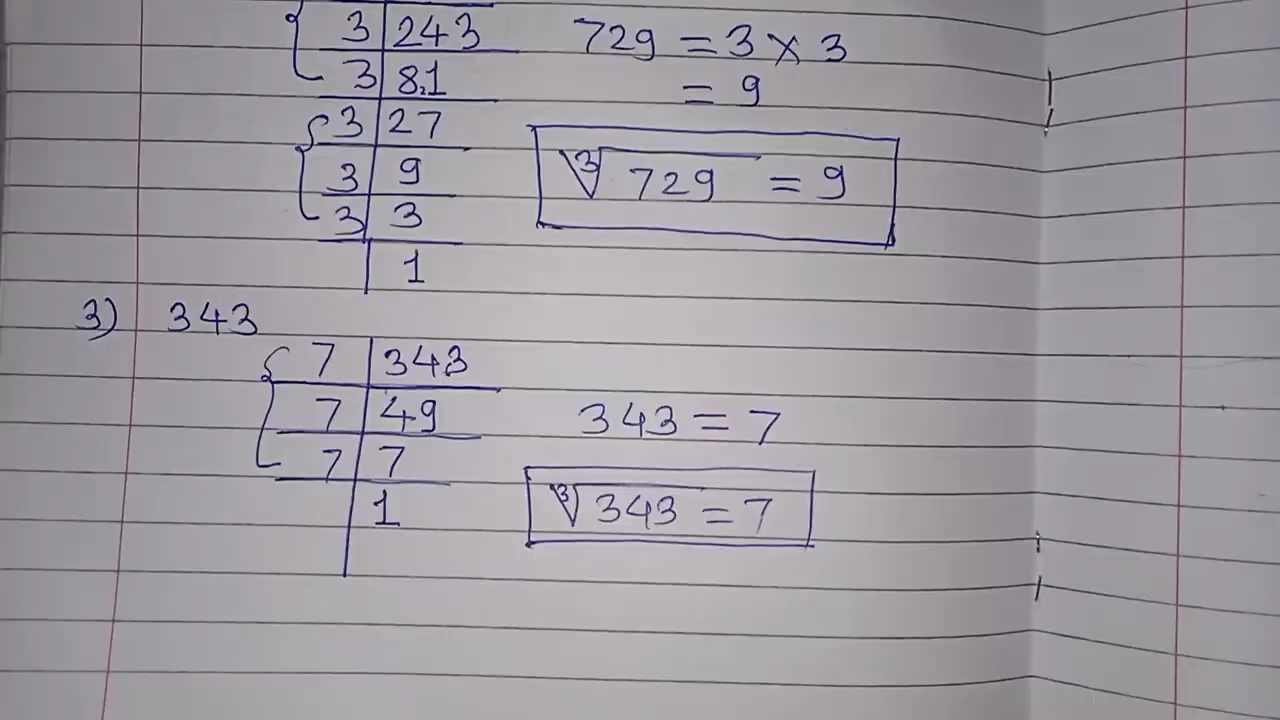 3 | 243
729 = 3 × 3
3 | 81
= 9
3 | 27
3 | 9
∛729 = 9
3 | 3
1
3) 343
7 | 343
7 | 49
343 = 7
7 | 7
1
∛343 = 7